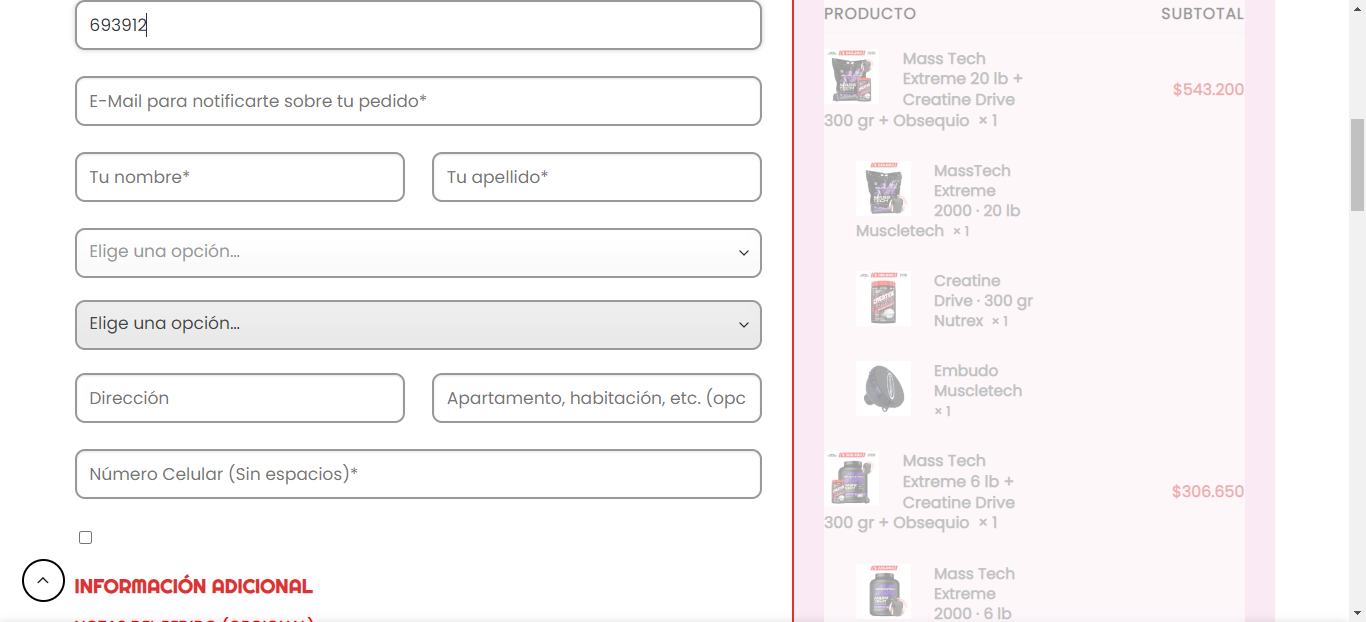 693912
E-Mail para notificarte sobre tu pedido*
Tu nombre*
Tu apellido*
Elige una opción...
Elige una opción...
Dirección
Apartamento, habitación, etc. (opc
Número Celular (Sin espacios)*
INFORMACIÓN ADICIONAL
NOTAS DEL PEDIDO (OPCIONAL)
PRODUCTO SUBTOTAL
Mass Tech
Extreme 20 lb +
Creatine Drive
300 gr + Obsequio × 1
$543.200
MassTech
Extreme
2000 · 20 lb
Muscletech × 1
Creatine
Drive · 300 gr
Nutrex × 1
Embudo
Muscletech
× 1
Mass Tech
Extreme 6 lb +
Creatine Drive
300 gr + Obsequio × 1
$306.650
Mass Tech
Extreme
2000 · 6 lb